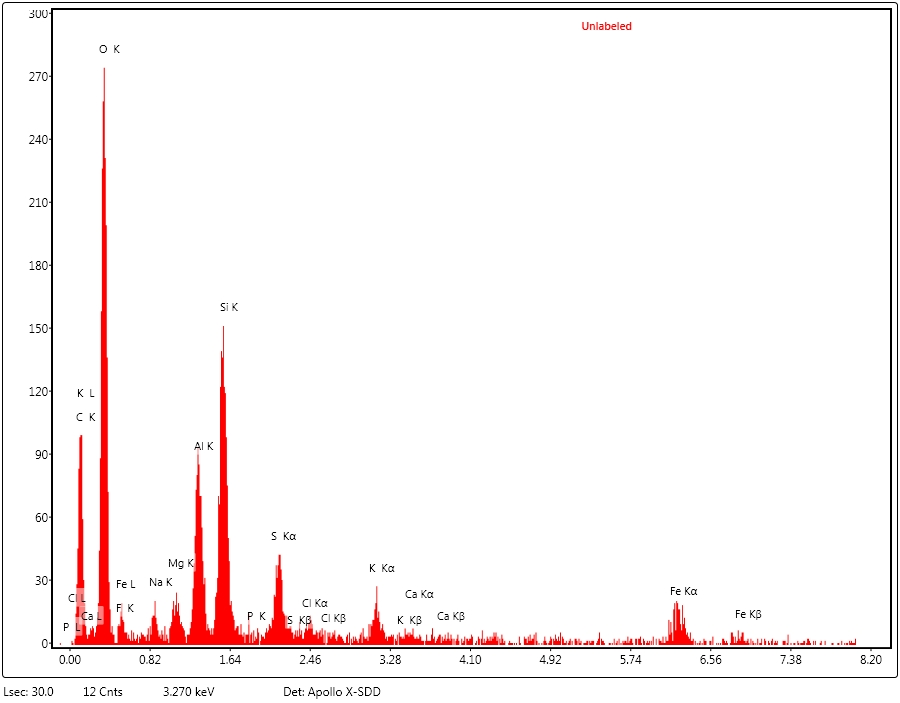 300
Unlabeled
O K
270
240
210
180
150
Si K
120
K L
C K
90
Al K
60
S Kα
Mg K
K Kα
30
Fe L
Na K
Ca Kα
Fe Kα
Cl L
F K
Cl Kα
Ca L
P K
S Kβ
Cl Kβ
K Kβ
Ca Kβ
Fe Kβ
P L
0
0.00 0.82 1.64 2.46 3.28 4.10 4.92 5.74 6.56 7.38 8.20
Lsec: 30.0 12 Cnts 3.270 keV Det: Apollo X-SDD